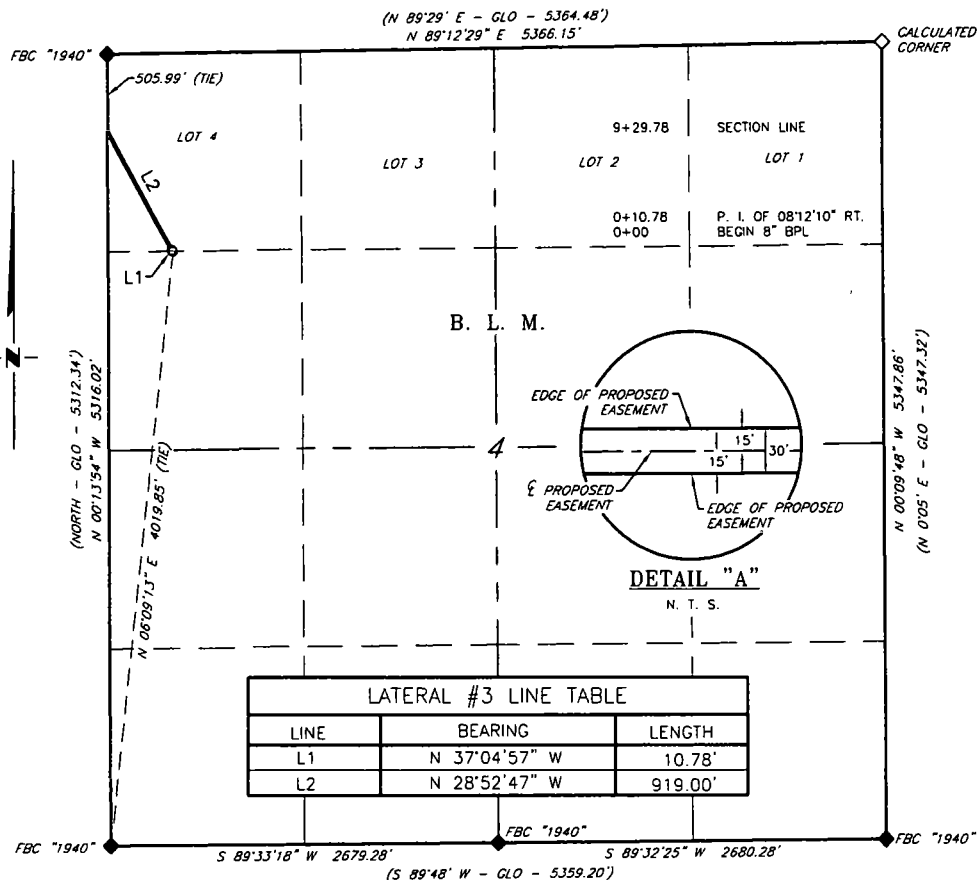 (N 89°29' E - GLO - 5364.48')
N 89°12'29" E 5366.15'
FBC "1940"
CALCULATED
CORNER
505.99' (TIE)
LOT 4
9+29.78 SECTION LINE
LOT 3
LOT 2
LOT 1
L2
0+10.78 P. I. OF 08°12'10" RT.
0+00 BEGIN 8" BPL
L1
B. L. M.
N
(NORTH - GLO - 5312.34')
N 00°13'54" W 5316.02'
N 06°09'13" E 4019.85' (TIE)
4
EDGE OF PROPOSED
EASEMENT
15'
15'
30'
℄ PROPOSED
EASEMENT
EDGE OF PROPOSED
EASEMENT
DETAIL "A"
N. T. S.
N 00°09'48" W 5347.86'
(N 0°05' E - GLO - 5347.32')
LATERAL #3 LINE TABLE
LINE BEARING LENGTH
L1 N 37°04'57" W 10.78'
L2 N 28°52'47" W 919.00'
FBC "1940"
FBC "1940"
FBC "1940"
S 89°33'18" W 2679.28'
S 89°32'25" W 2680.28'
(S 89°48' W - GLO - 5359.20')